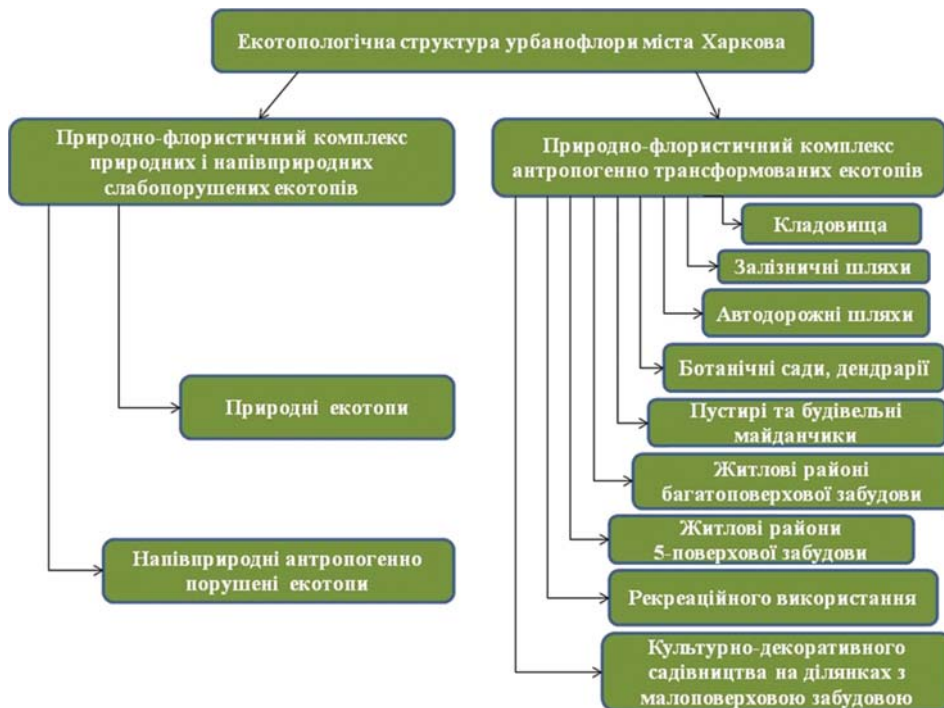 Екотопологічна структура урбанофлори міста Харкова
Природно-флористичний комплекс
природних і напівприродних
слабопорушених екотопів
Природні екотопи
Напівприродні антропогенно
порушені екотопи
Природно-флористичний комплекс
антропогенно трансформованих екотопів
Кладовища
Залізничні шляхи
Автодорожні шляхи
Ботанічні сади, дендрарії
Пустирі та будівельні
майданчики
Житлові районі
багатоповерхової забудови
Житлові райони
5-поверхової забудови
Рекреаційного використання
Культурно-декоративного
садівництва на ділянках з
малоповерховою забудовою